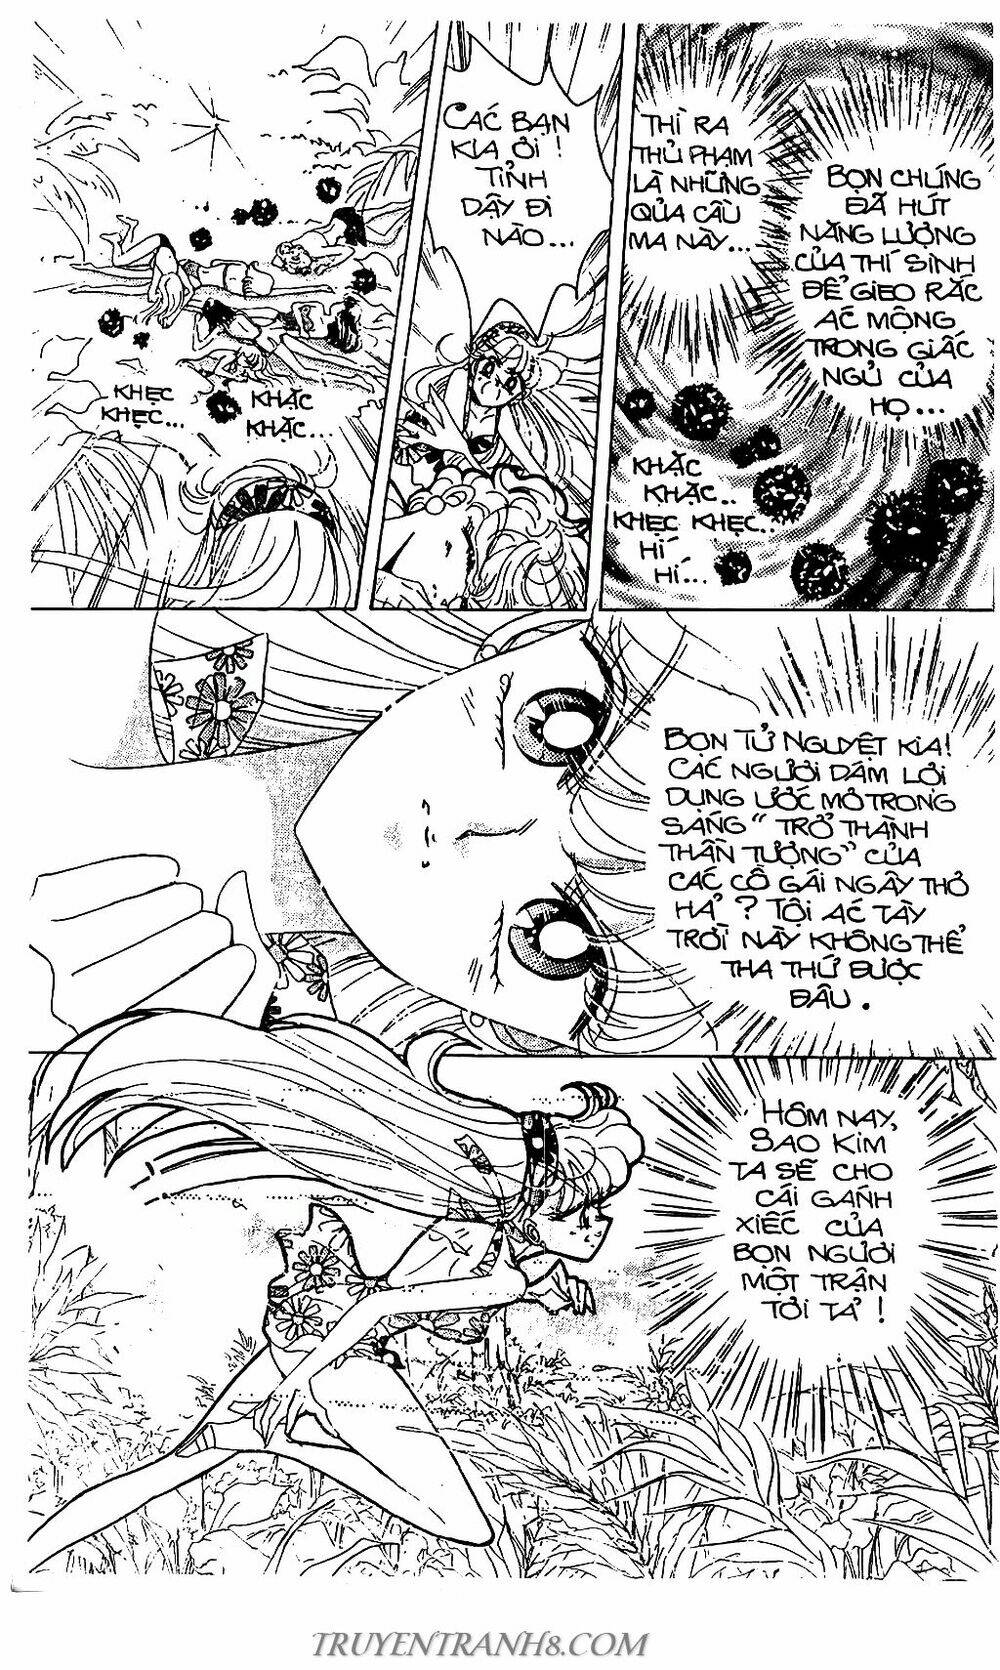 KHẸC
KHẸC...
KHẶC
KHẶC...
CÁC BẠN
KIA ÔI !
TỈNH
DẬY ĐI
NÀO...
THÌ RA
THỦ PHẠM
LÀ NHỮNG
QỦA CẦU
MA NÀY...
BỌN CHÚNG
ĐÃ HÚT
NĂNG LƯỢNG
CỦA THÍ SINH
ĐỂ GIEO RẮC
ÁC MỘNG
TRONG GIẤC
NGỦ CỦA
HỌ...
KHẶC
KHẶC..
KHẸC KHẸC..
HÍ
HÍ...
BỌN TỬ NGUYỆT KIA!
CÁC NGƯƠI DÁM LỢI
DỤNG ƯỚC MƠ TRONG
SÁNG " TRỞ THÀNH
THẦN TƯỢNG" CỦA
CÁC CÔ GÁI NGÂY THƠ
HẢ ? TỘI ÁC TÀY
TRỜI NÀY KHÔNG THỂ
THA THỨ ĐƯỢC
ĐÂU .
HÔM NAY,
SAO KIM
TA SẼ CHO
CÁI GÁNH
XIẾC CỦA
BỌN NGƯƠI
MỘT TRẬN
TƠI TẢ !
TRUYENTRANH8.COM